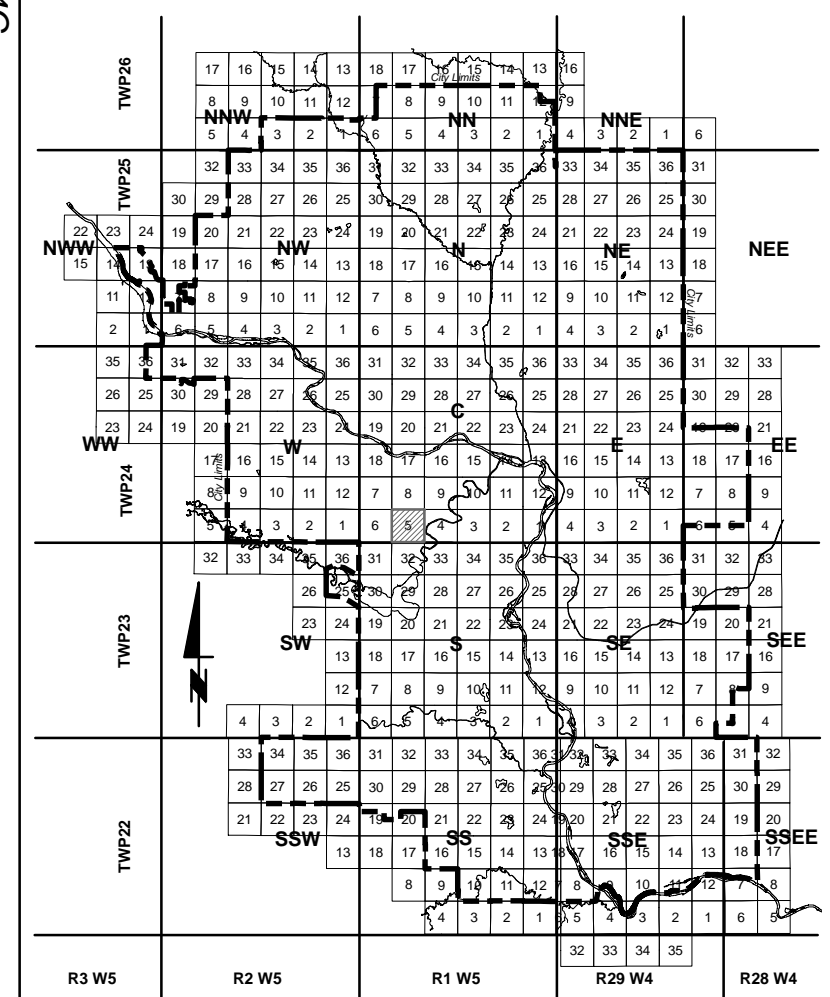 17 16 15 14 13 18 17 16 15 14 13 16
TWP26
City Limits
8 9 10 11 12 8 9 10 11 12 9
NNW NN NNE
5 4 3 2 1 6 5 4 3 2 1 4 3 2 1 6
32 33 34 35 36 31 32 33 34 35 36 33 34 35 36 31
TWP25
30 29 28 27 26 25 30 29 28 27 26 25 28 27 26 25 30
22 23 24 19 20 21 22 23 24 19 20 21 22 23 24 21 22 23 24 19
NWW NW N NE NEE
15 14 13 18 17 16 15 14 13 18 17 16 15 14 13 16 15 14 13 18
11 8 9 10 11 12 7 8 9 10 11 12 9 10 11 12 7
City Limits
2 6 5 4 3 2 1 6 5 4 3 2 1 4 3 2 1 6
35 36 31 32 33 34 35 36 31 32 33 34 35 36 33 34 35 36 31 32 33
26 25 30 29 28 27 26 25 30 29 28 27 26 25 28 27 26 25 30 29 28
C
23 24 19 20 21 22 23 24 19 20 21 22 23 24 21 22 23 24 19 20 21
WW W E EE
17 16 15 14 13 18 17 16 15 14 13 16 15 14 13 18 17 16
City Limits
TWP24
8 9 10 11 12 7 8 9 10 11 12 9 10 11 12 7 8 9
5 4 3 2 1 6 5 4 3 2 1 4 3 2 1 6 5 4
32 33 34 35 36 31 32 33 34 35 36 33 34 35 36 31 32 33
26 25 30 29 28 27 26 25 28 27 26 25 30 29 28
23 24 19 20 21 22 23 24 21 22 23 24 19 20 21
TWP23
SW S SE SEE
13 18 17 16 15 14 13 16 15 14 13 18 17 16
N
12 7 8 9 10 11 12 9 10 11 12 7 8 9
4 3 2 1 6 5 4 3 2 1 3 2 1 6 4
33 34 35 36 31 32 33 34 35 36 31 32 33 34 35 36 31 32
28 27 26 25 30 29 28 27 26 25 30 29 28 27 26 25 30 29
21 22 23 24 19 20 21 22 23 24 19 20 21 22 23 24 19 20
TWP22
SSW SS SSE SSEE
13 18 17 16 15 14 13 18 17 16 15 14 13 18 17
8 9 10 11 12 7 8 9 10 11 12 7 8
4 3 2 1 5 4 3 2 1 6 5
32 33 34 35
R3 W5 R2 W5 R1 W5 R29 W4 R28 W4